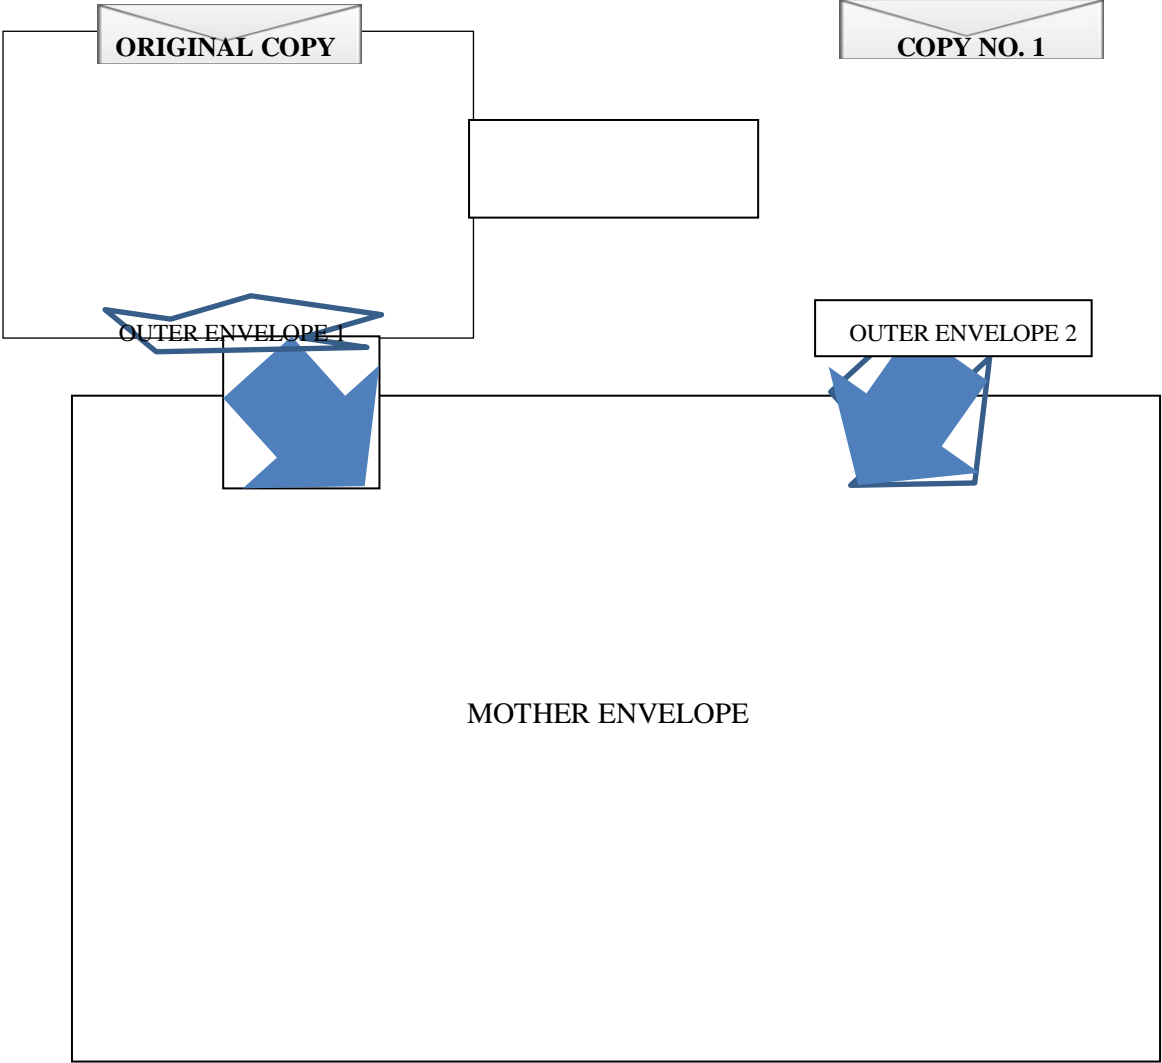 ORIGINAL COPY
COPY NO. 1
OUTER ENVELOPE 1
OUTER ENVELOPE 2
MOTHER ENVELOPE